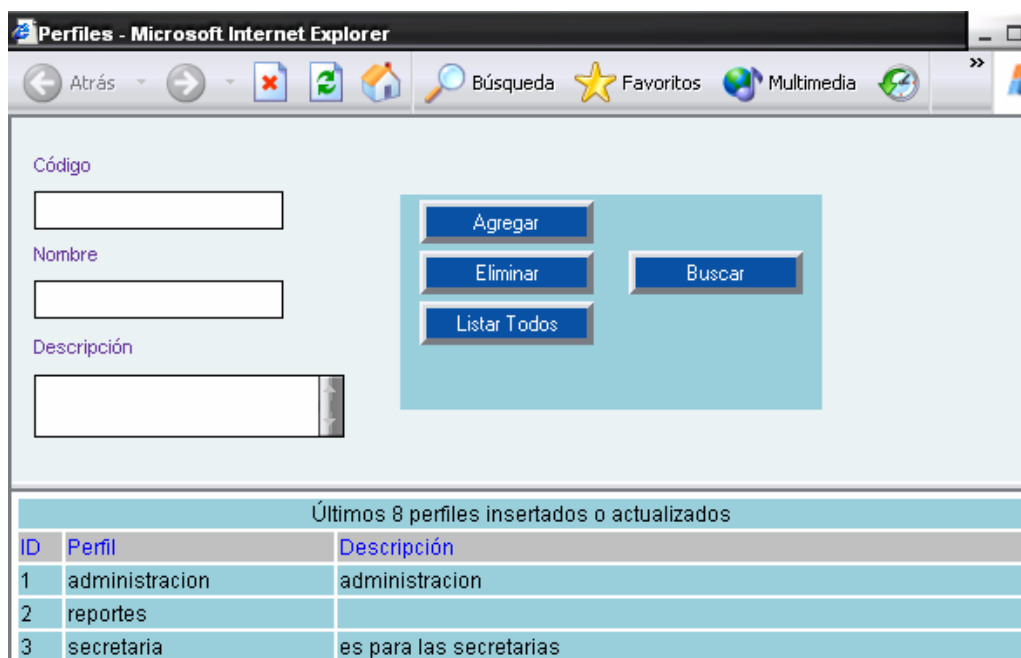 Perfiles - Microsoft Internet Explorer
Atrás Búsqueda Favoritos Multimedia »
Código
Nombre
Descripción
Agregar
Eliminar Buscar
Listar Todos
Últimos 8 perfiles insertados o actualizados
ID Perfil Descripción
1 administracion administracion
2 reportes
3 secretaria es para las secretarias